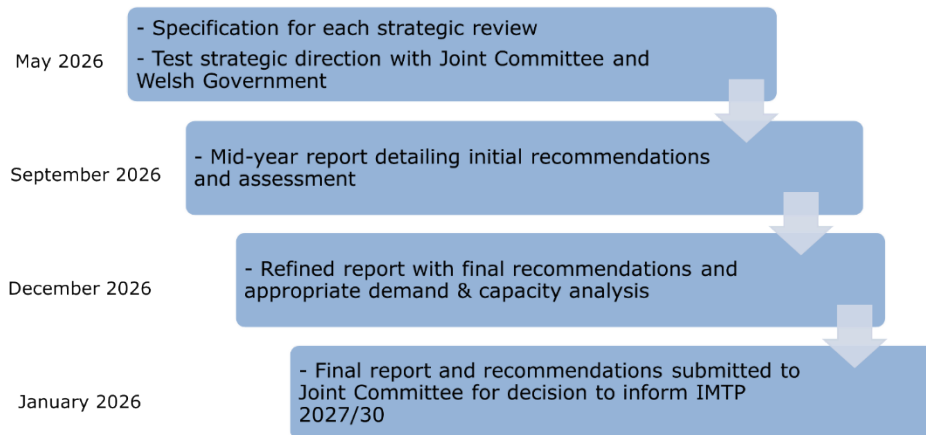 May 2026
- Specification for each strategic review
- Test strategic direction with Joint Committee and
Welsh Government
September 2026
- Mid-year report detailing initial recommendations
and assessment
December 2026
- Refined report with final recommendations and
appropriate demand & capacity analysis
January 2026
- Final report and recommendations submitted to
Joint Committee for decision to inform IMTP
2027/30